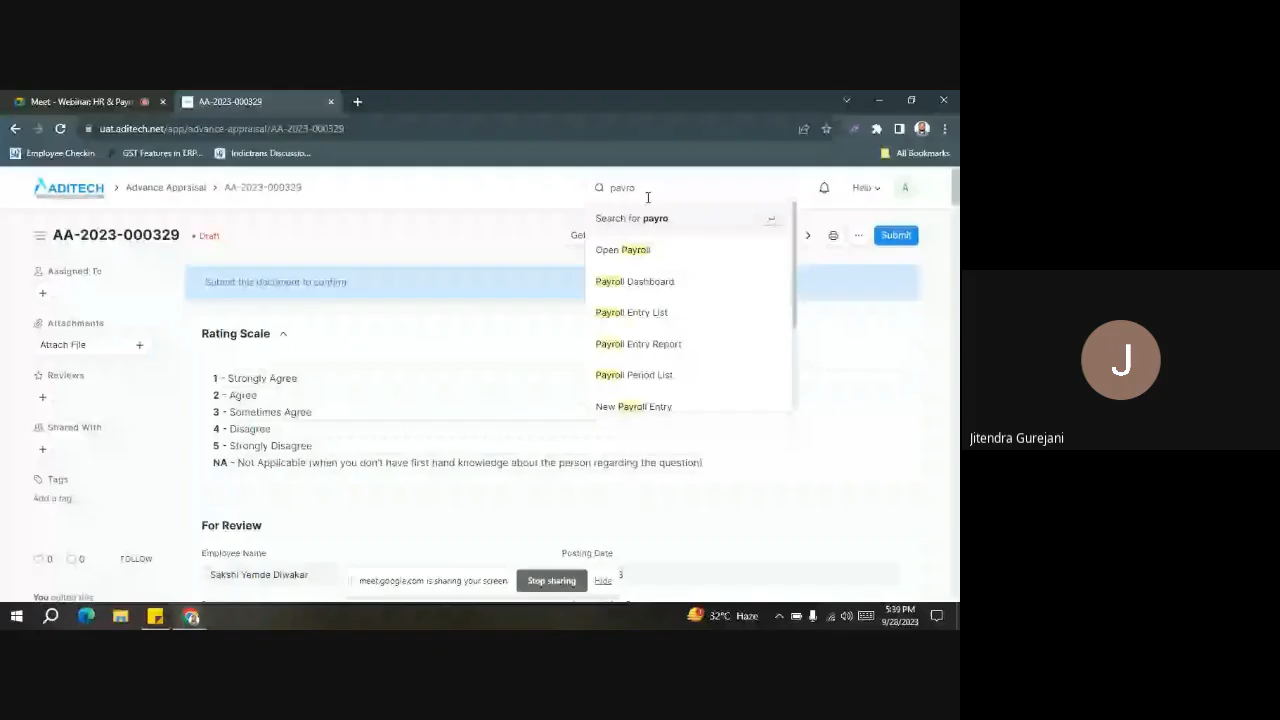 Meet - Webinar: HR & Payr
AA-2023-000329
uat.aditech.net/app/advance-appraisal/AA-2023-000329
Employee Checkin
GST Features in ERP...
Indictrans Discussio...
All Bookmarks
ADITECH
Advance Appraisal
AA-2023-000329
payro
Help
A
AA-2023-000329
Draft
Get
Submit
Search for payro
Open Payroll
Payroll Dashboard
Payroll Entry List
Payroll Entry Report
Payroll Period List
New Payroll Entry
Assigned To
Attachments
Attach File
Reviews
Shared With
Tags
Add a tag...
0
0
FOLLOW
You edited this
Submit this document to confirm
Rating Scale
1 - Strongly Agree
2 - Agree
3 - Sometimes Agree
4 - Disagree
5 - Strongly Disagree
NA - Not Applicable (when you don't have first hand knowledge about the person regarding the question)
For Review
Employee Name
Posting Date
Sakshi Yemde Diwakar
3
meet.google.com is sharing your screen.
Stop sharing
Hide
32°C Haze
5:39 PM
9/28/2023
J
Jitendra Gurejani